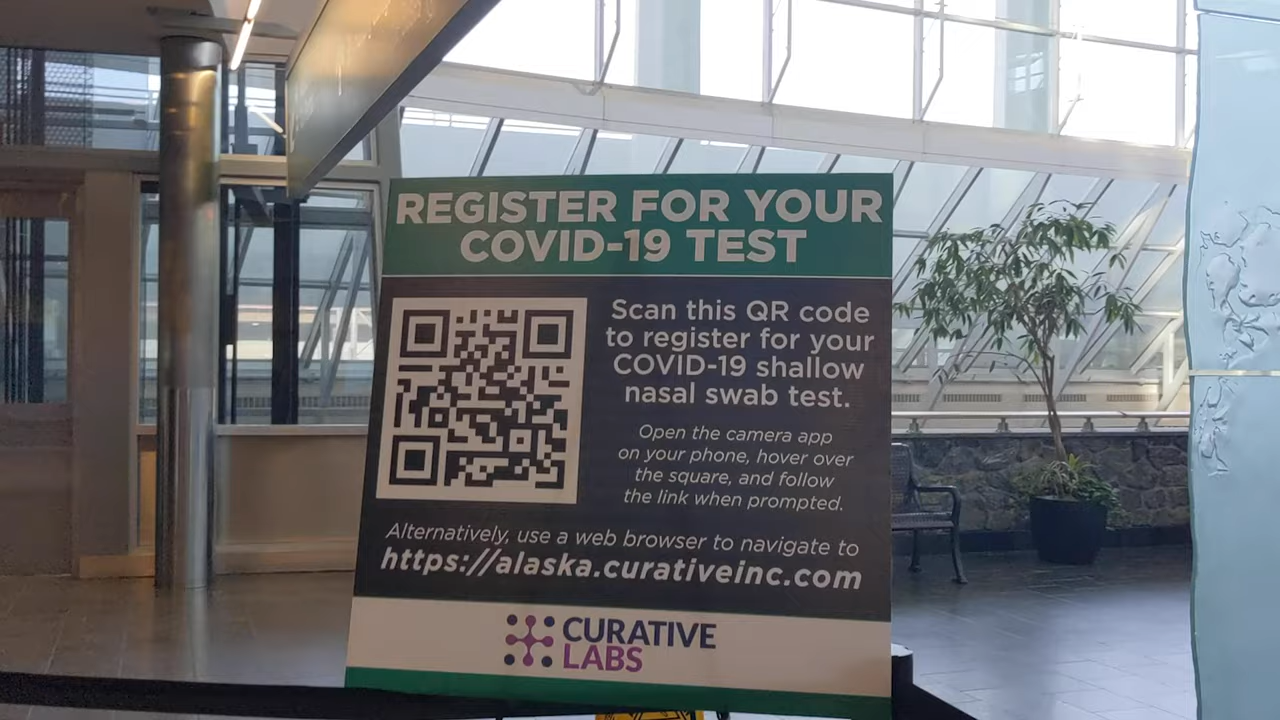 REGISTER FOR YOUR
COVID-19 TEST
Scan this QR code
to register for your
COVID-19 shallow
nasal swab test.
Open the camera app
on your phone, hover over
the square, and follow
the link when prompted.
Alternatively, use a web browser to navigate to
https://alaska.curativeinc.com
CURATIVE
LABS